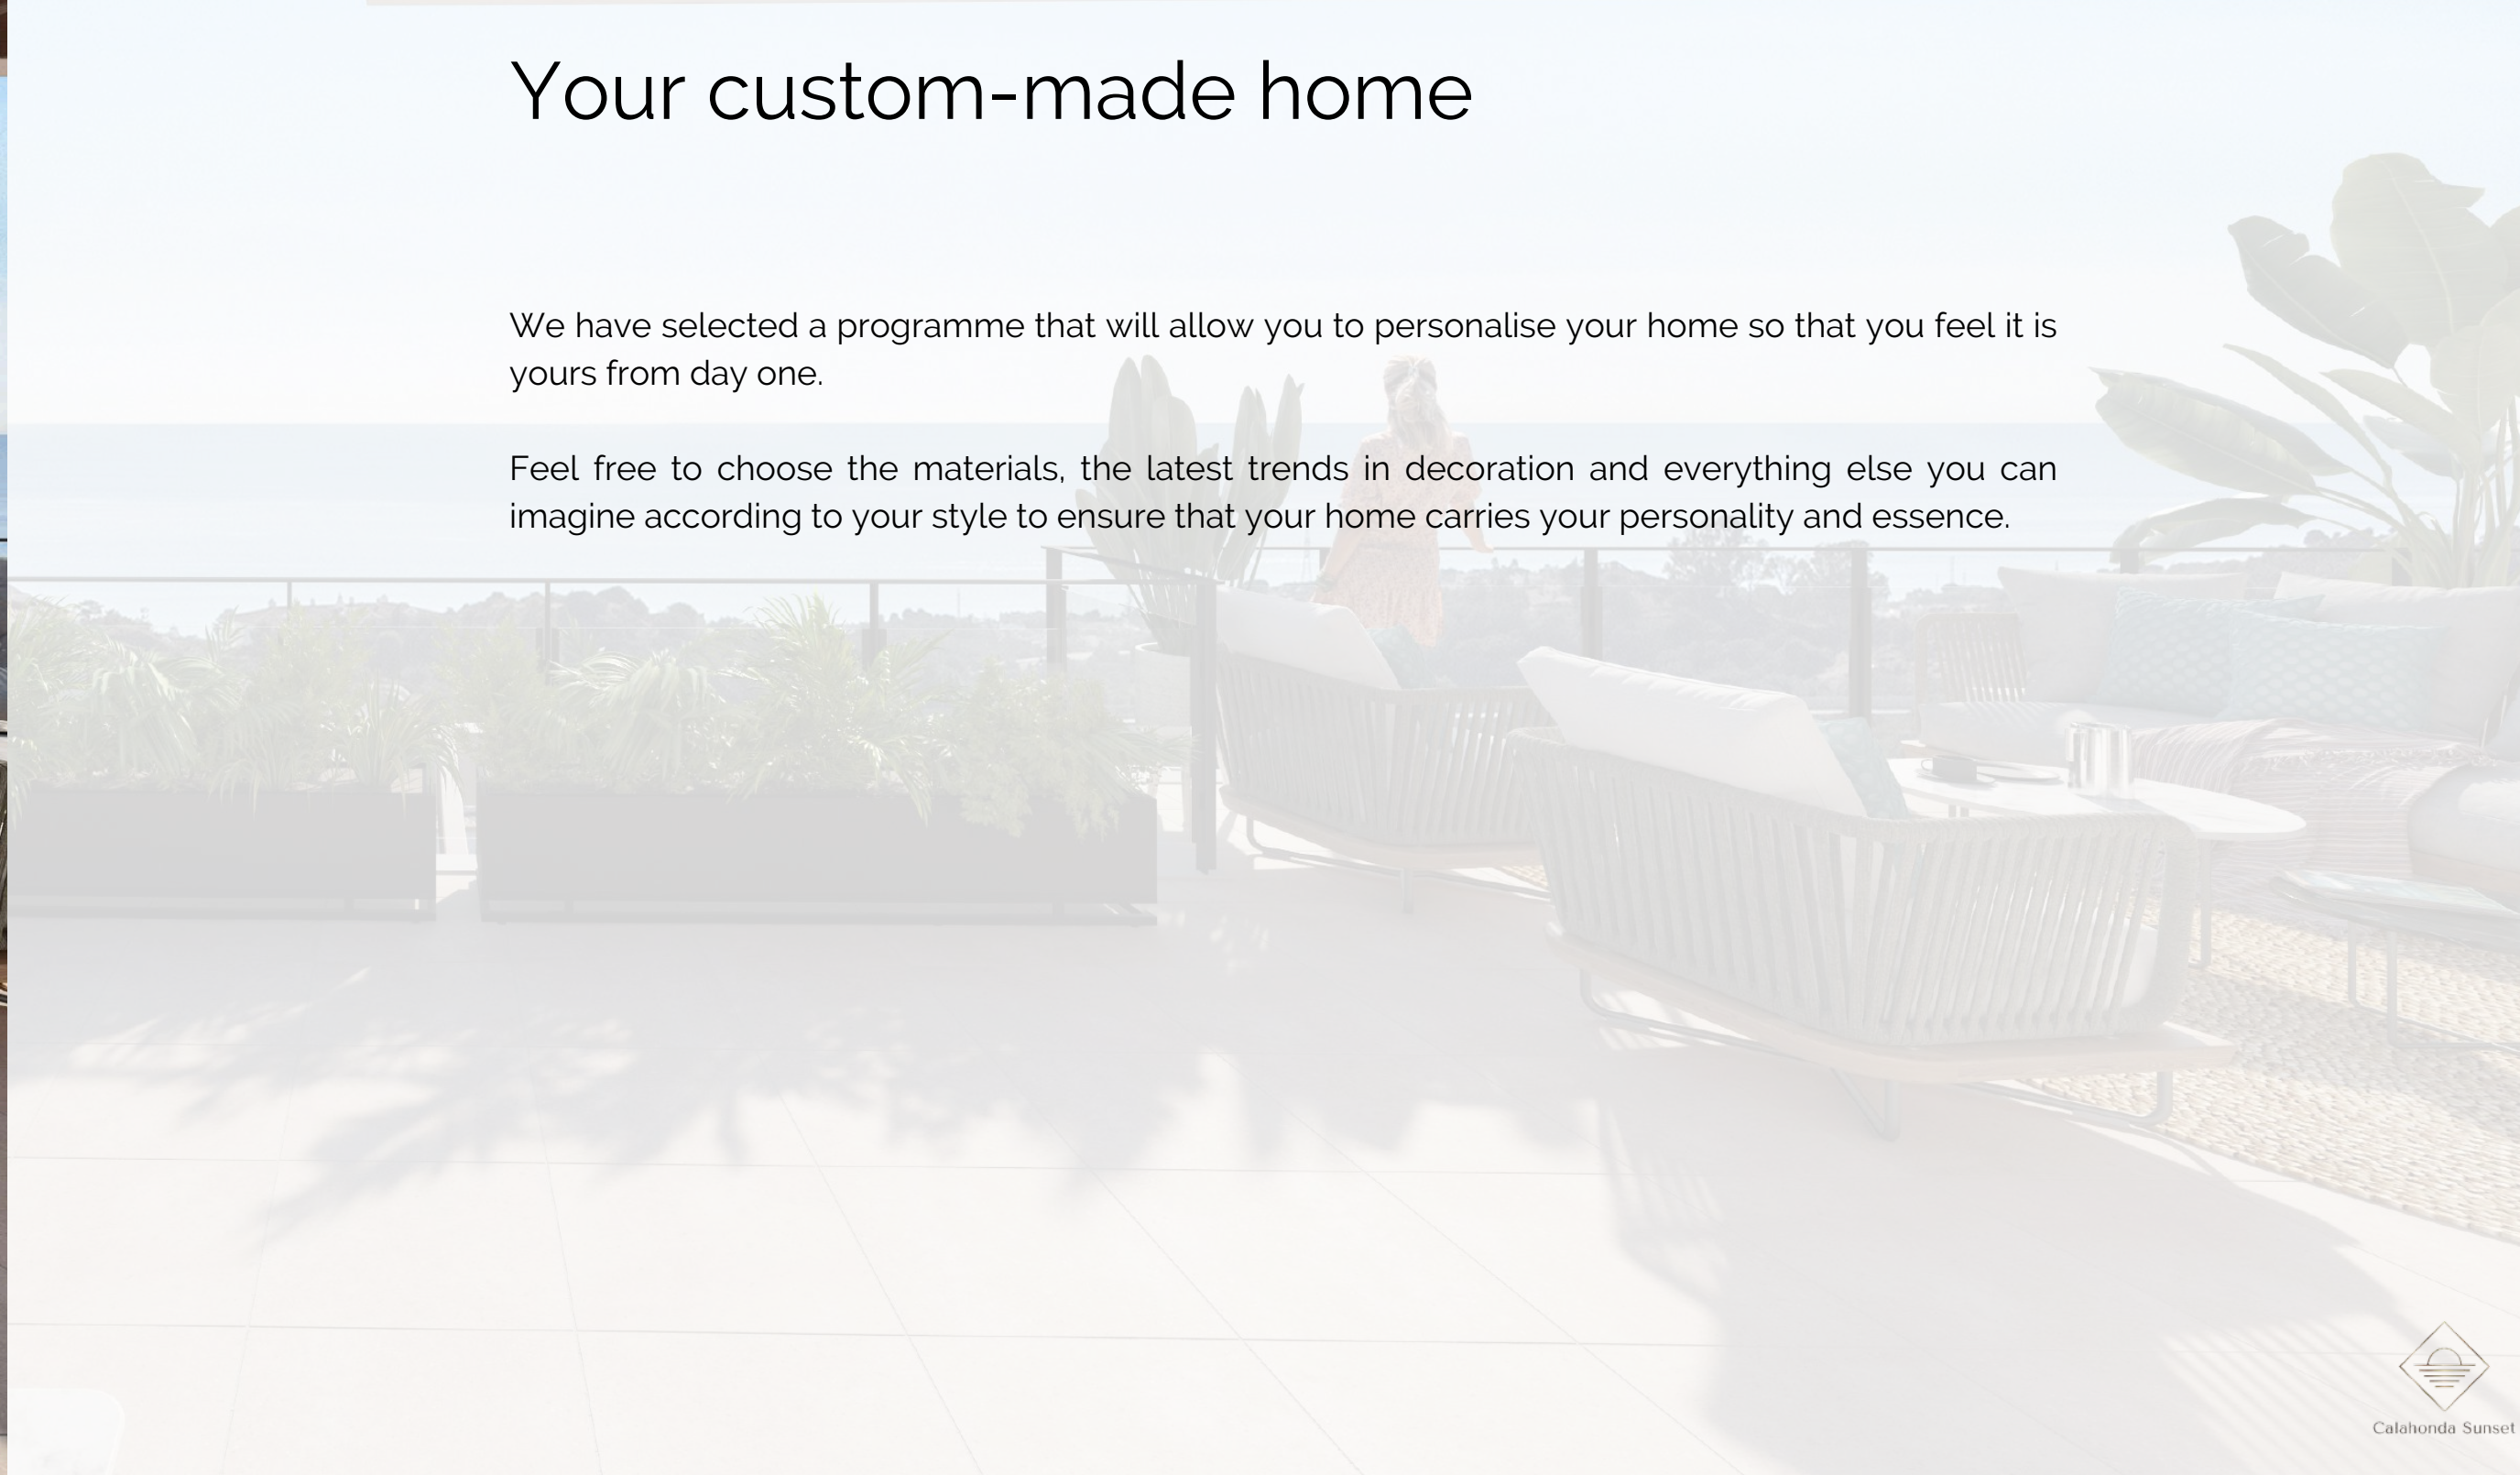 Your custom-made home
We have selected a programme that will allow you to personalise your home so that you feel it is
yours from day one.
Feel free to choose the materials, the latest trends in decoration and everything else you can
imagine according to your style to ensure that your home carries your personality and essence.
Calahonda Sunset